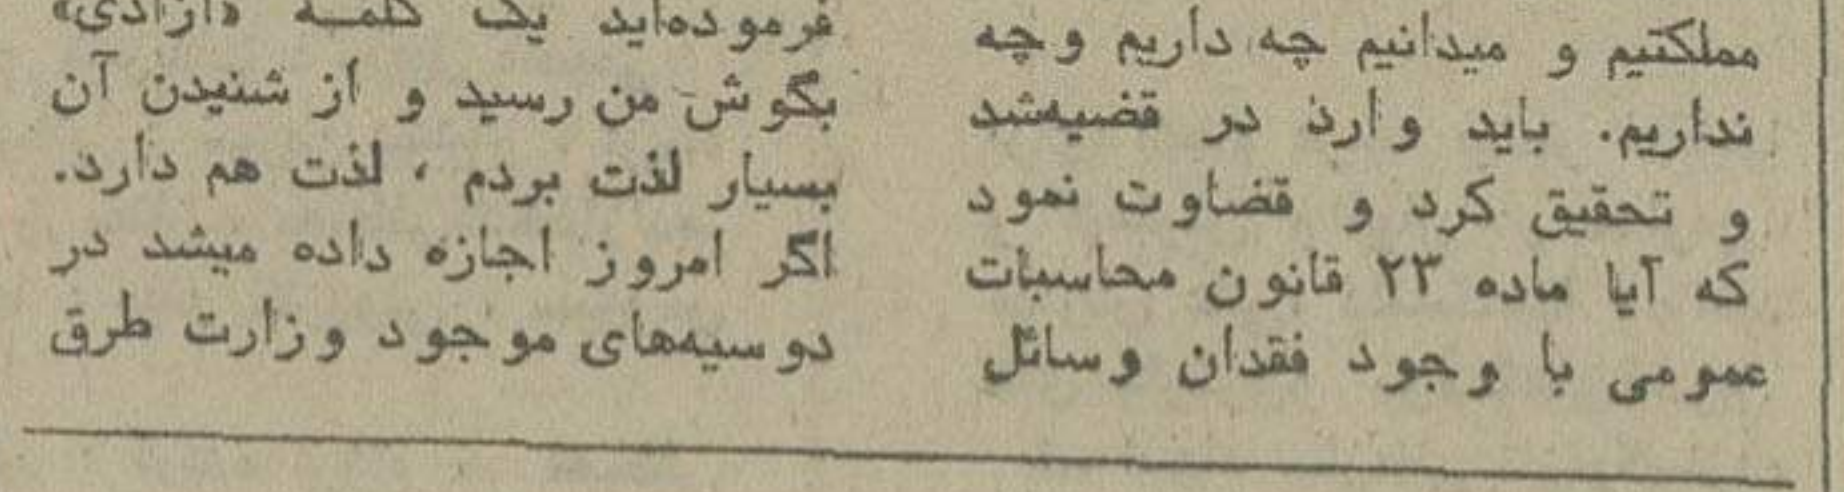 مملکتیم و میدانیم چه داریم وچه
نداریم. باید وارد در قضیه‌شد
و تحقیق کرد و قضاوت نمود
که آیا ماده ۲۳ قانون محاسبات
عمومی با وجود فقدان وسائل
فرموده‌اید یک کلمه «آزادی»
بگوش من رسید و از شنیدن آن
بسیار لذت بردم ، لذت هم دارد.
اگر امروز اجازه داده میشد در
دوسیه‌های موجود وزارت طرق